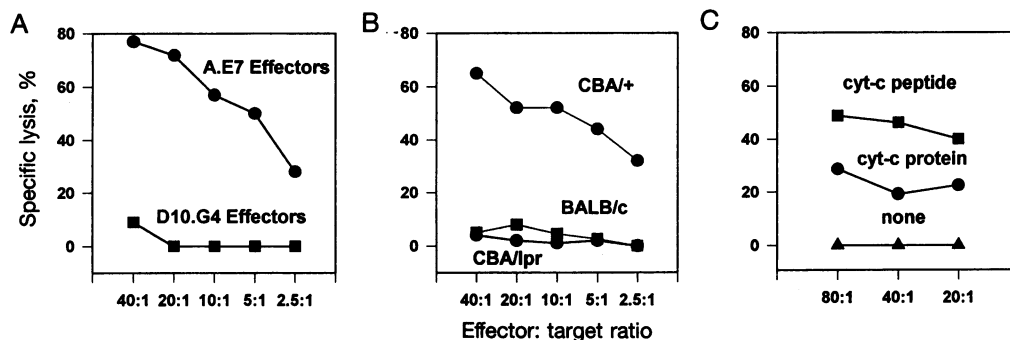 A
Specific lysis, %
80
60
40
20
0
A.E7 Effectors
D10.G4 Effectors
40:1 20:1 10:1 5:1 2.5:1
B
80
60
40
20
0
CBA/+
BALB/c
CBA/lpr
40:1 20:1 10:1 5:1 2.5:1
Effector: target ratio
C
80
60
40
20
0
cyt-c peptide
cyt-c protein
none
80:1 40:1 20:1